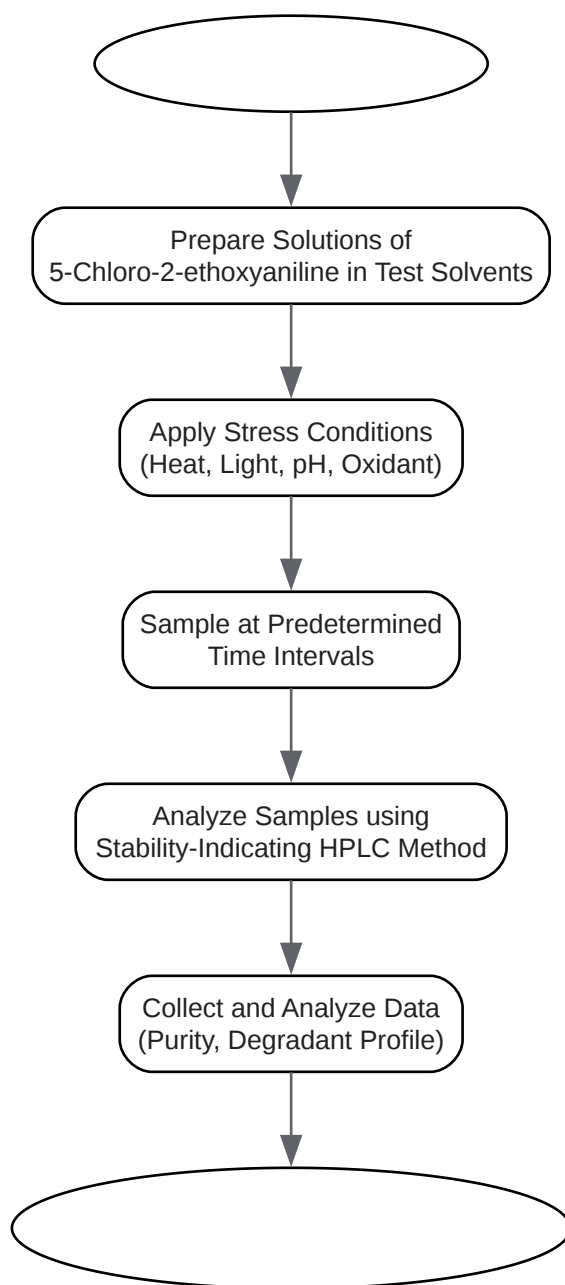 Prepare Solutions of
5-Chloro-2-ethoxyaniline in Test Solvents
Apply Stress Conditions
(Heat, Light, pH, Oxidant)
Sample at Predetermined
Time Intervals
Analyze Samples using
Stability-Indicating HPLC Method
Collect and Analyze Data
(Purity, Degradant Profile)